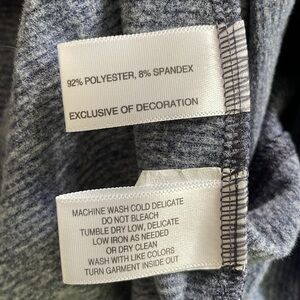 92% POLYESTER, 8% SPANDEX
EXCLUSIVE OF DECORATION
MACHINE WASH COLD DELICATE
DO NOT BLEACH
TUMBLE DRY LOW, DELICATE
LOW IRON AS NEEDED
OR DRY CLEAN
WASH WITH LIKE COLORS
TURN GARMENT INSIDE OUT